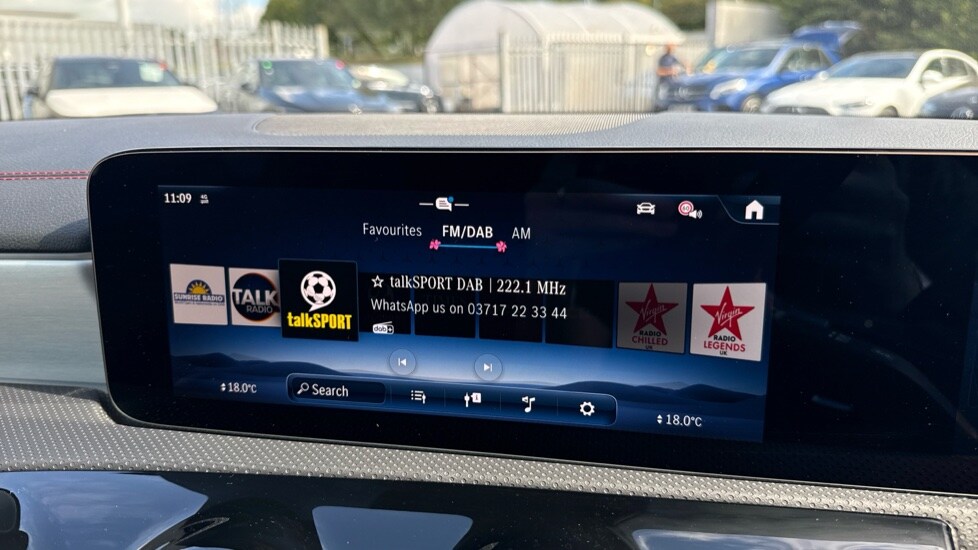 11:09 4G
Favourites FM/DAB AM
SUNRISE RADIO
TALK
RADIO
talkSPORT
☆ talkSPORT DAB | 222.1 MHz
WhatsApp us on 03717 22 33 44
dab+
Virgin
RADIO
CHILLED
UK
Virgin
RADIO
LEGENDS
UK
18.0°C
Search
18.0°C